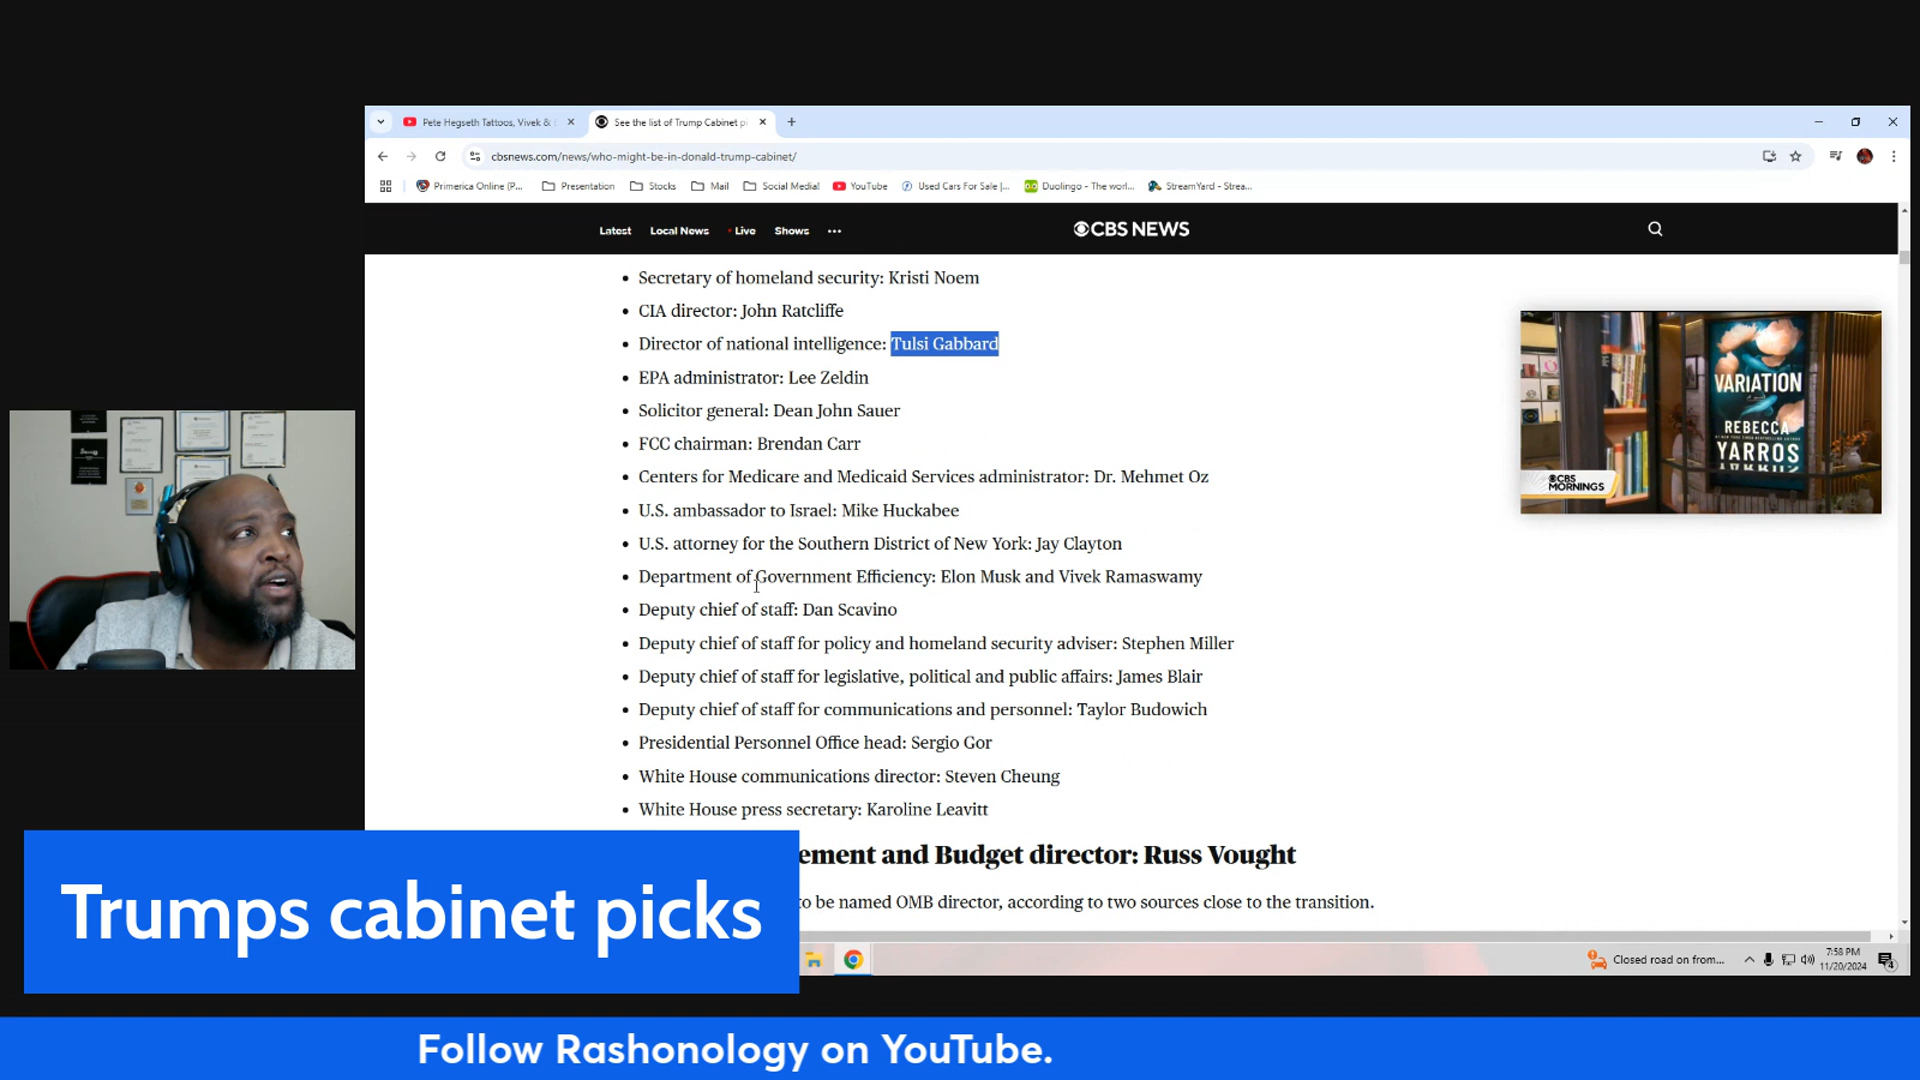 Pete Hegseth Tattoos, Vivek &
See the list of Trump Cabinet pi
cbsnews.com/news/who-might-be-in-donald-trump-cabinet/
Primerica Online (P...
Presentation
Stocks
Mail
Social Medial
YouTube
Used Cars For Sale |...
Duolingo - The worl...
StreamYard - Strea...
Latest
Local News
Live
Shows
CBS NEWS
• Secretary of homeland security: Kristi Noem
• CIA director: John Ratcliffe
• Director of national intelligence: Tulsi Gabbard
• EPA administrator: Lee Zeldin
• Solicitor general: Dean John Sauer
• FCC chairman: Brendan Carr
• Centers for Medicare and Medicaid Services administrator: Dr. Mehmet Oz
• U.S. ambassador to Israel: Mike Huckabee
• U.S. attorney for the Southern District of New York: Jay Clayton
• Department of Government Efficiency: Elon Musk and Vivek Ramaswamy
• Deputy chief of staff: Dan Scavino
• Deputy chief of staff for policy and homeland security adviser: Stephen Miller
• Deputy chief of staff for legislative, political and public affairs: James Blair
• Deputy chief of staff for communications and personnel: Taylor Budowich
• Presidential Personnel Office head: Sergio Gor
• White House communications director: Steven Cheung
• White House press secretary: Karoline Leavitt
ement and Budget director: Russ Vought
to be named OMB director, according to two sources close to the transition.
VARIATION
REBECCA
YARROS
CBS
MORNINGS
Closed road on from...
7:58 PM
11/20/2024
4
Trumps cabinet picks
Follow Rashonology on YouTube.